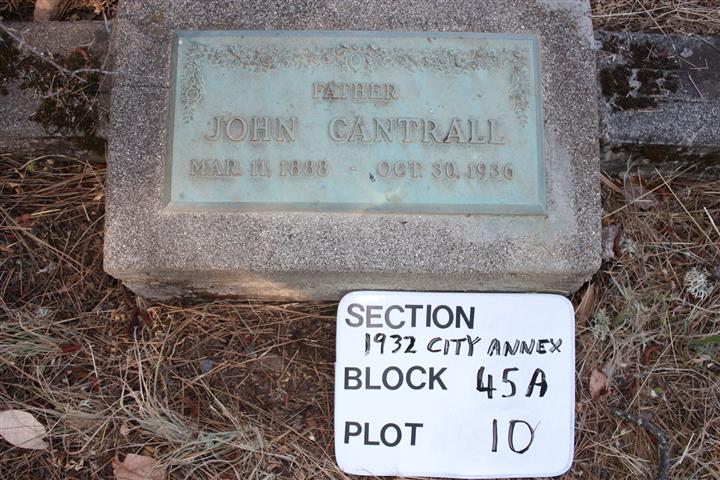 FATHER
JOHN CANTRALL
MAR. 11, 1888 - OCT. 30, 1936
SECTION
1932 CITY ANNEX
BLOCK 45A
PLOT 10